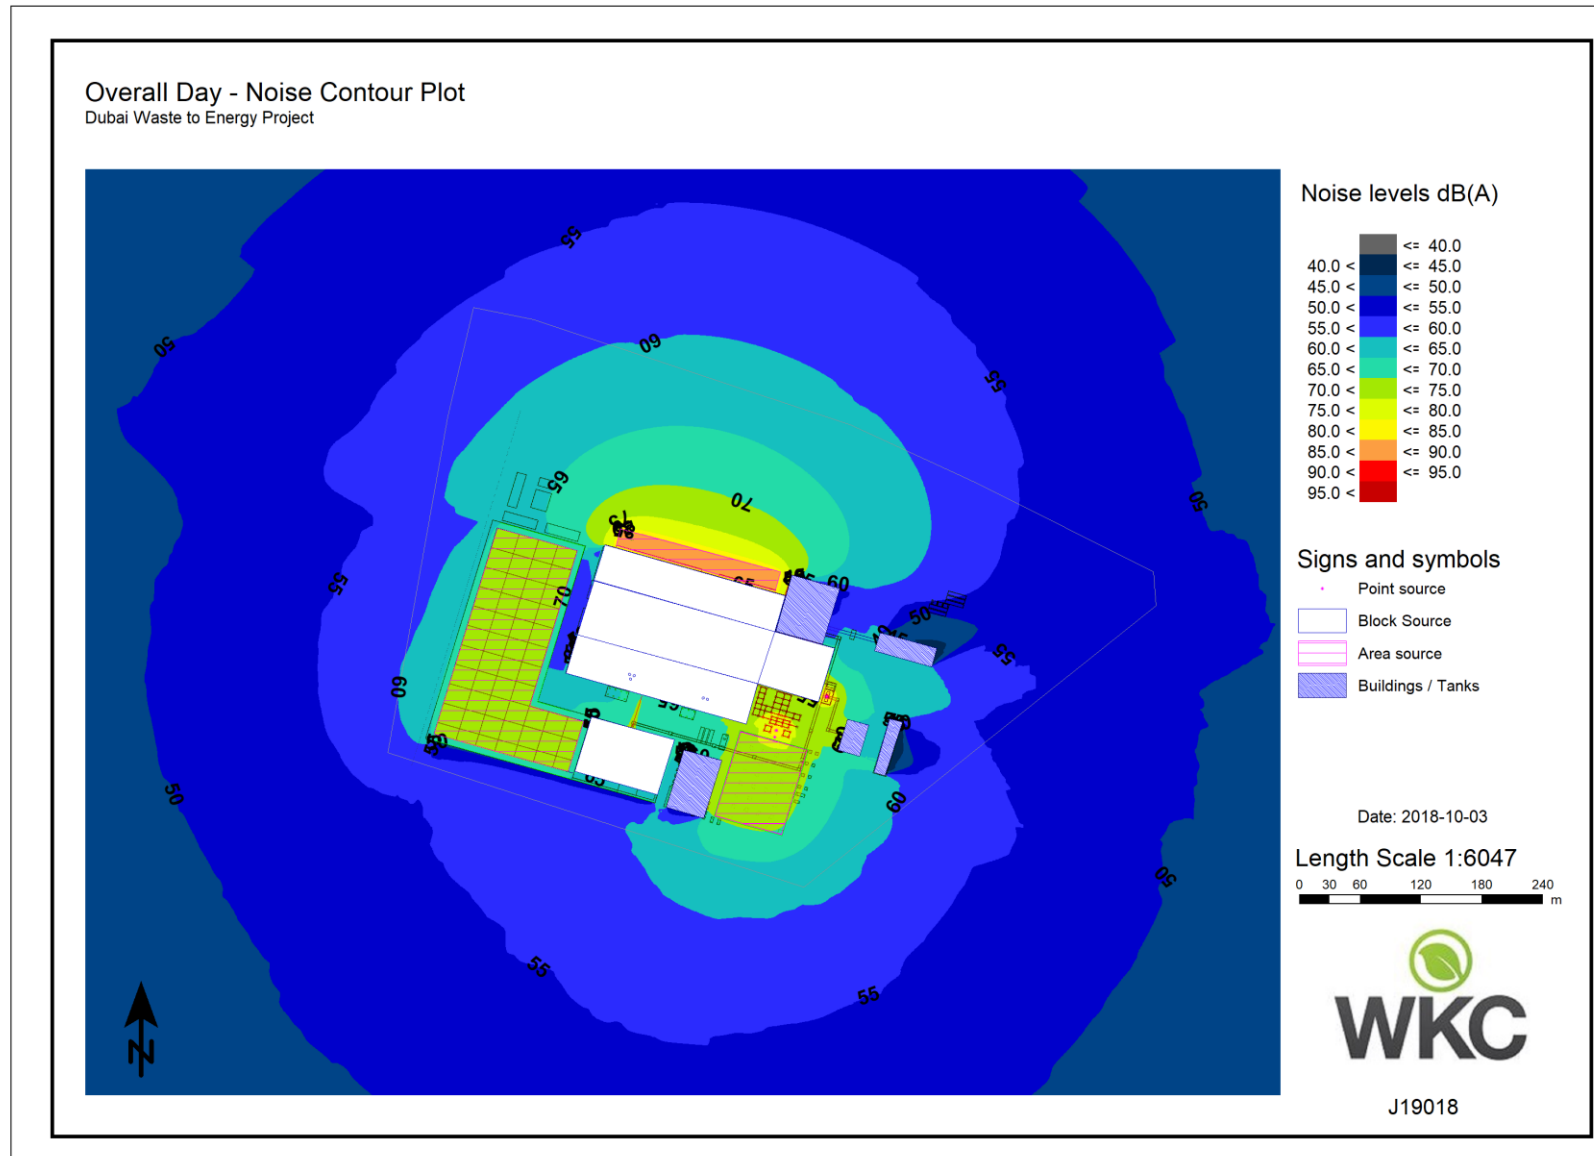 Overall Day - Noise Contour Plot
Dubai Waste to Energy Project
Noise levels dB(A)
<= 40.0
40.0 < <= 45.0
45.0 < <= 50.0
50.0 < <= 55.0
55.0 < <= 60.0
60.0 < <= 65.0
65.0 < <= 70.0
70.0 < <= 75.0
75.0 < <= 80.0
80.0 < <= 85.0
85.0 < <= 90.0
90.0 < <= 95.0
95.0 <
Signs and symbols
Point source
Block Source
Area source
Buildings / Tanks
Date: 2018-10-03
Length Scale 1:6047
0 30 60 120 180 240
m
WKC
J19018
55
60
50
55
65
70
50
55
70
60
50
55
60
65
60
50
50
55
55
N